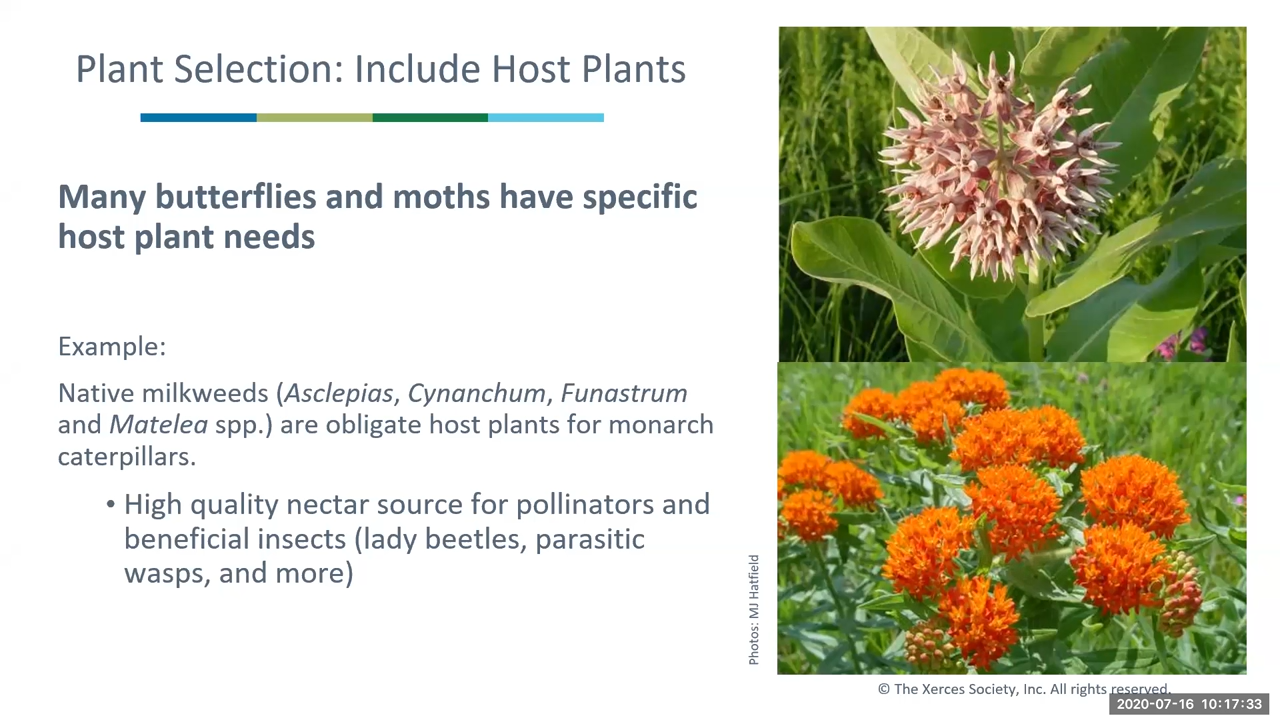 Plant Selection: Include Host Plants
Many butterflies and moths have specific
host plant needs
Example:
Native milkweeds (Asclepias, Cynanchum, Funastrum
and Matelea spp.) are obligate host plants for monarch
caterpillars.
• High quality nectar source for pollinators and
beneficial insects (lady beetles, parasitic
wasps, and more)
Photos: MJ Hatfield
© The Xerces Society, Inc. All rights reserved.
2020-07-16 10:17:33